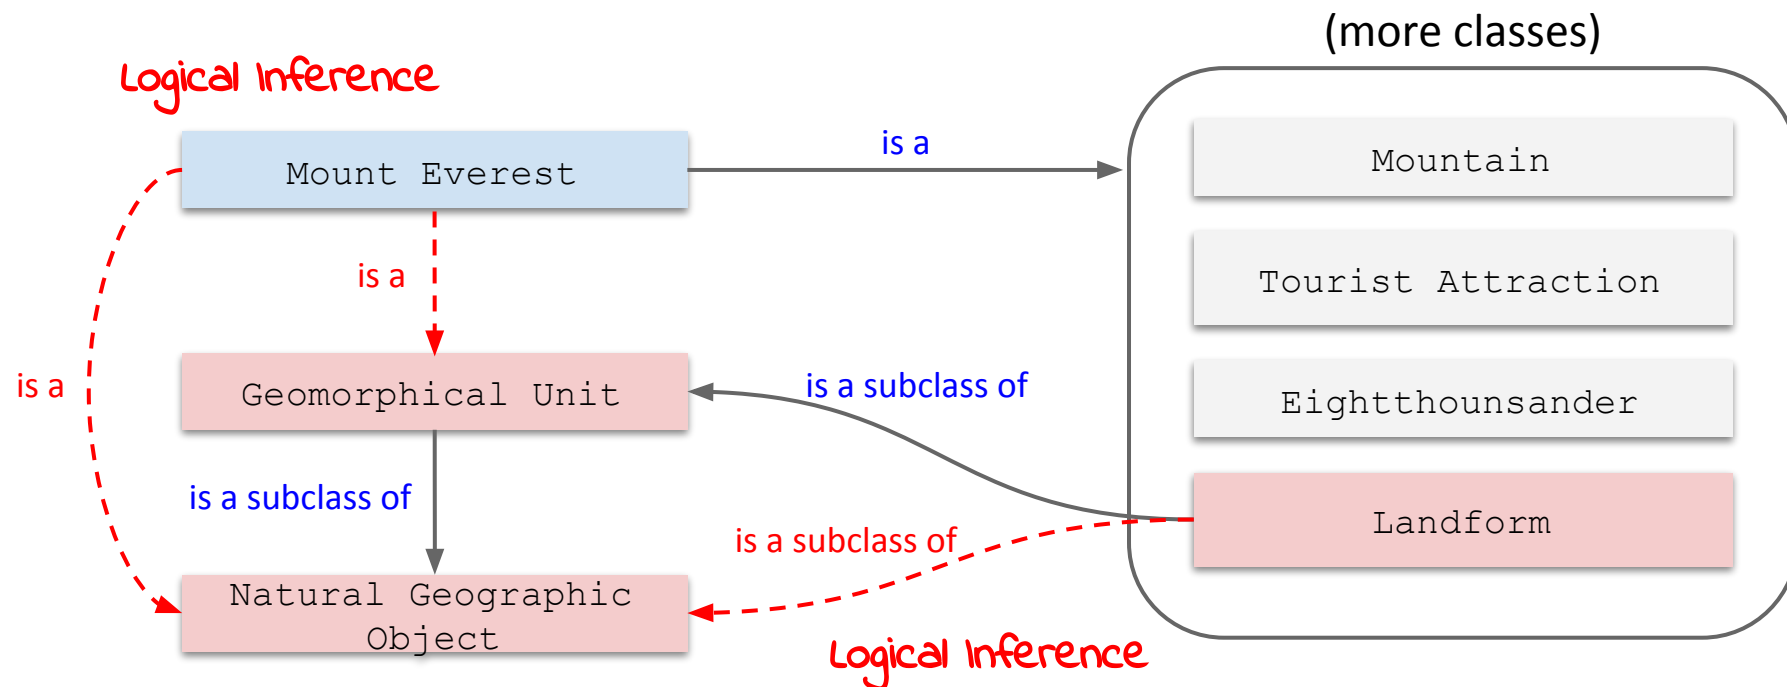 (more classes)
Logical Inference
is a
Mount Everest
Mountain
is a
Tourist Attraction
is a
Geomorphical Unit
is a subclass of
Eightthounsander
is a subclass of
Landform
is a subclass of
Natural Geographic
Object
Logical Inference